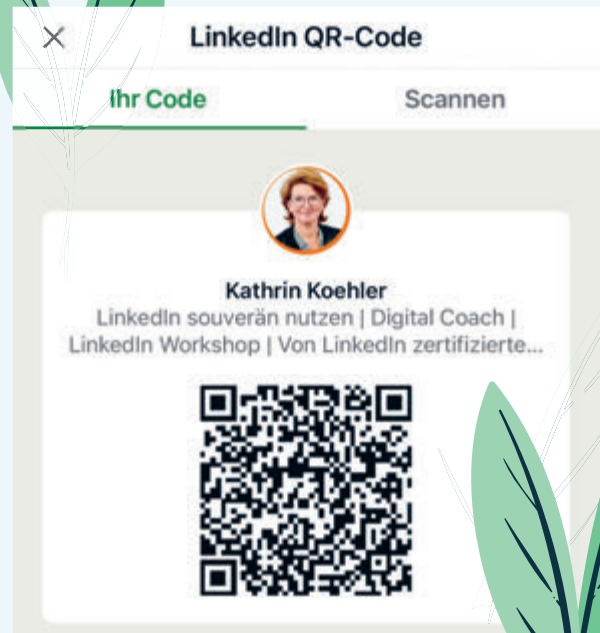 LinkedIn QR-Code
Ihr Code
Scannen
Kathrin Koehler
LinkedIn souverän nutzen | Digital Coach |
LinkedIn Workshop | Von LinkedIn zertifizierte...